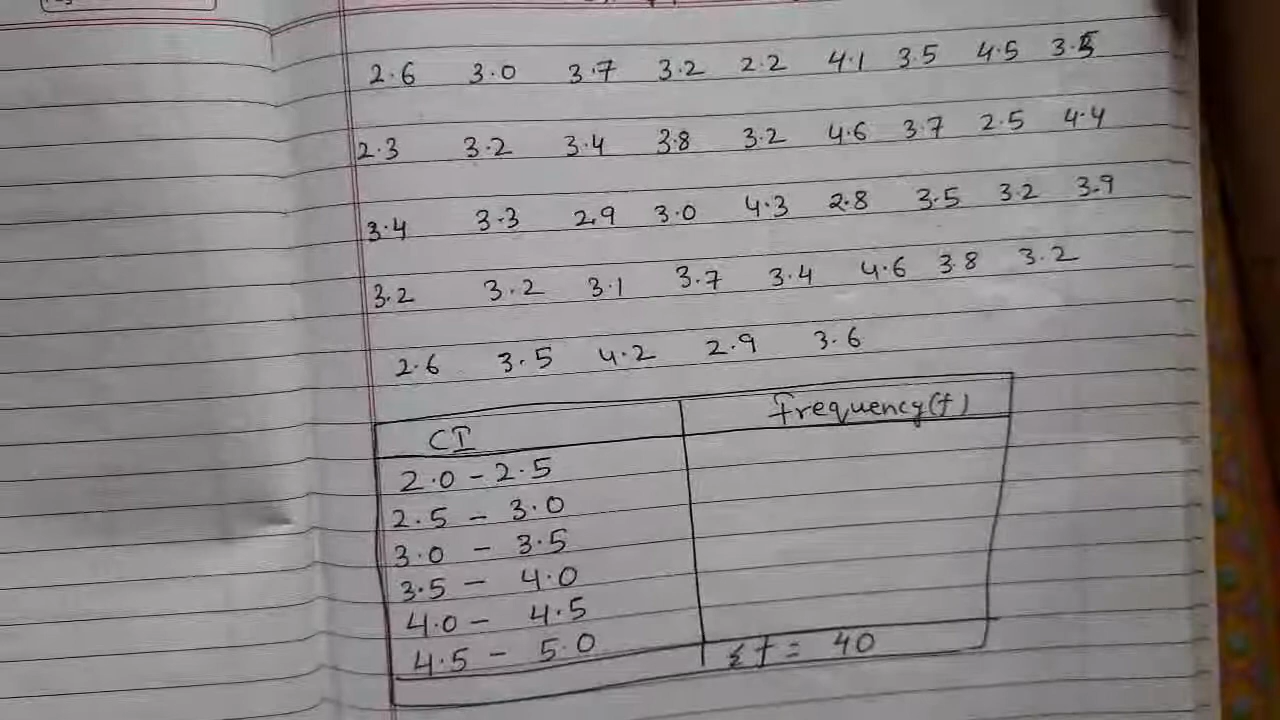 2.6 3.0 3.7 3.2 2.2 4.1 3.5 4.5 3.5
2.3 3.2 3.4 3.8 3.2 4.6 3.7 2.5 4.4
3.4 3.3 2.9 3.0 4.3 2.8 3.5 3.2 3.9
3.2 3.2 3.1 3.7 3.4 4.6 3.8 3.2
2.6 3.5 4.2 2.9 3.6
CI frequency(f)
2.0 - 2.5
2.5 - 3.0
3.0 - 3.5
3.5 - 4.0
4.0 - 4.5
4.5 - 5.0 Σf = 40